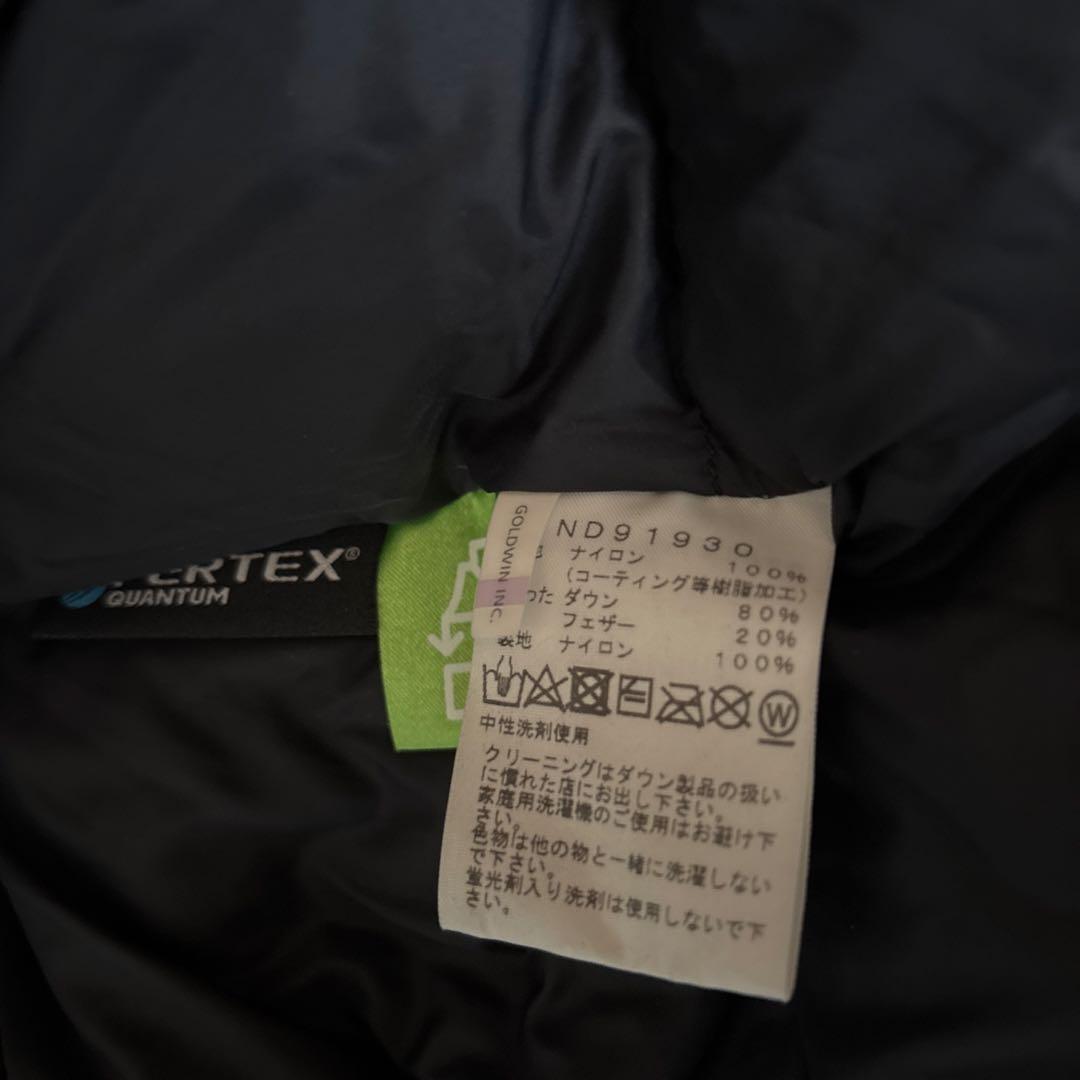 PERTEX®
QUANTUM
GOLDWIN INC.
ND91930
地 ナイロン 100%
(コーティング等樹脂加工)
わた ダウン 80%
フェザー 20%
裏地 ナイロン 100%
W
中性洗剤使用
クリーニングはダウン製品の扱い
に慣れた店にお出し下さい。
家庭用洗濯機のご使用はお避け下
さい。
色物は他の物と一緒に洗濯しない
で下さい。
蛍光剤入り洗剤は使用しないで下
さい。